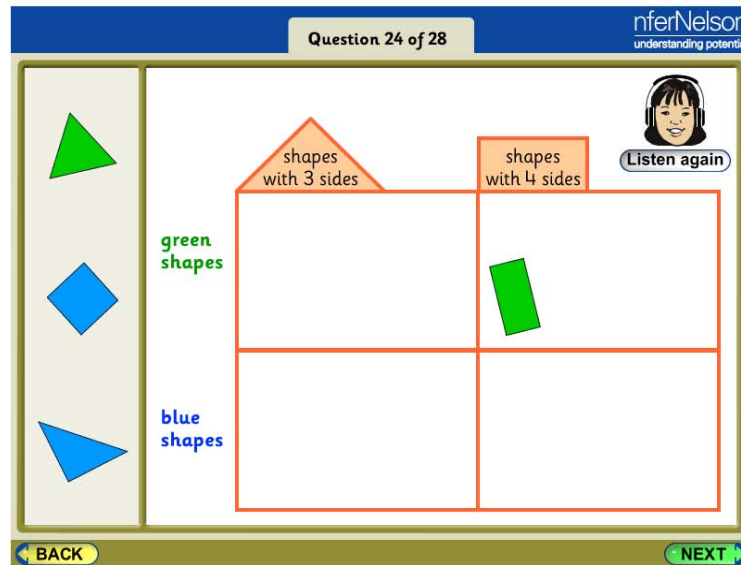 Question 24 of 28
nferNelson
understanding potential
Listen again
shapes
with 3 sides
shapes
with 4 sides
green
shapes
blue
shapes
BACK
NEXT